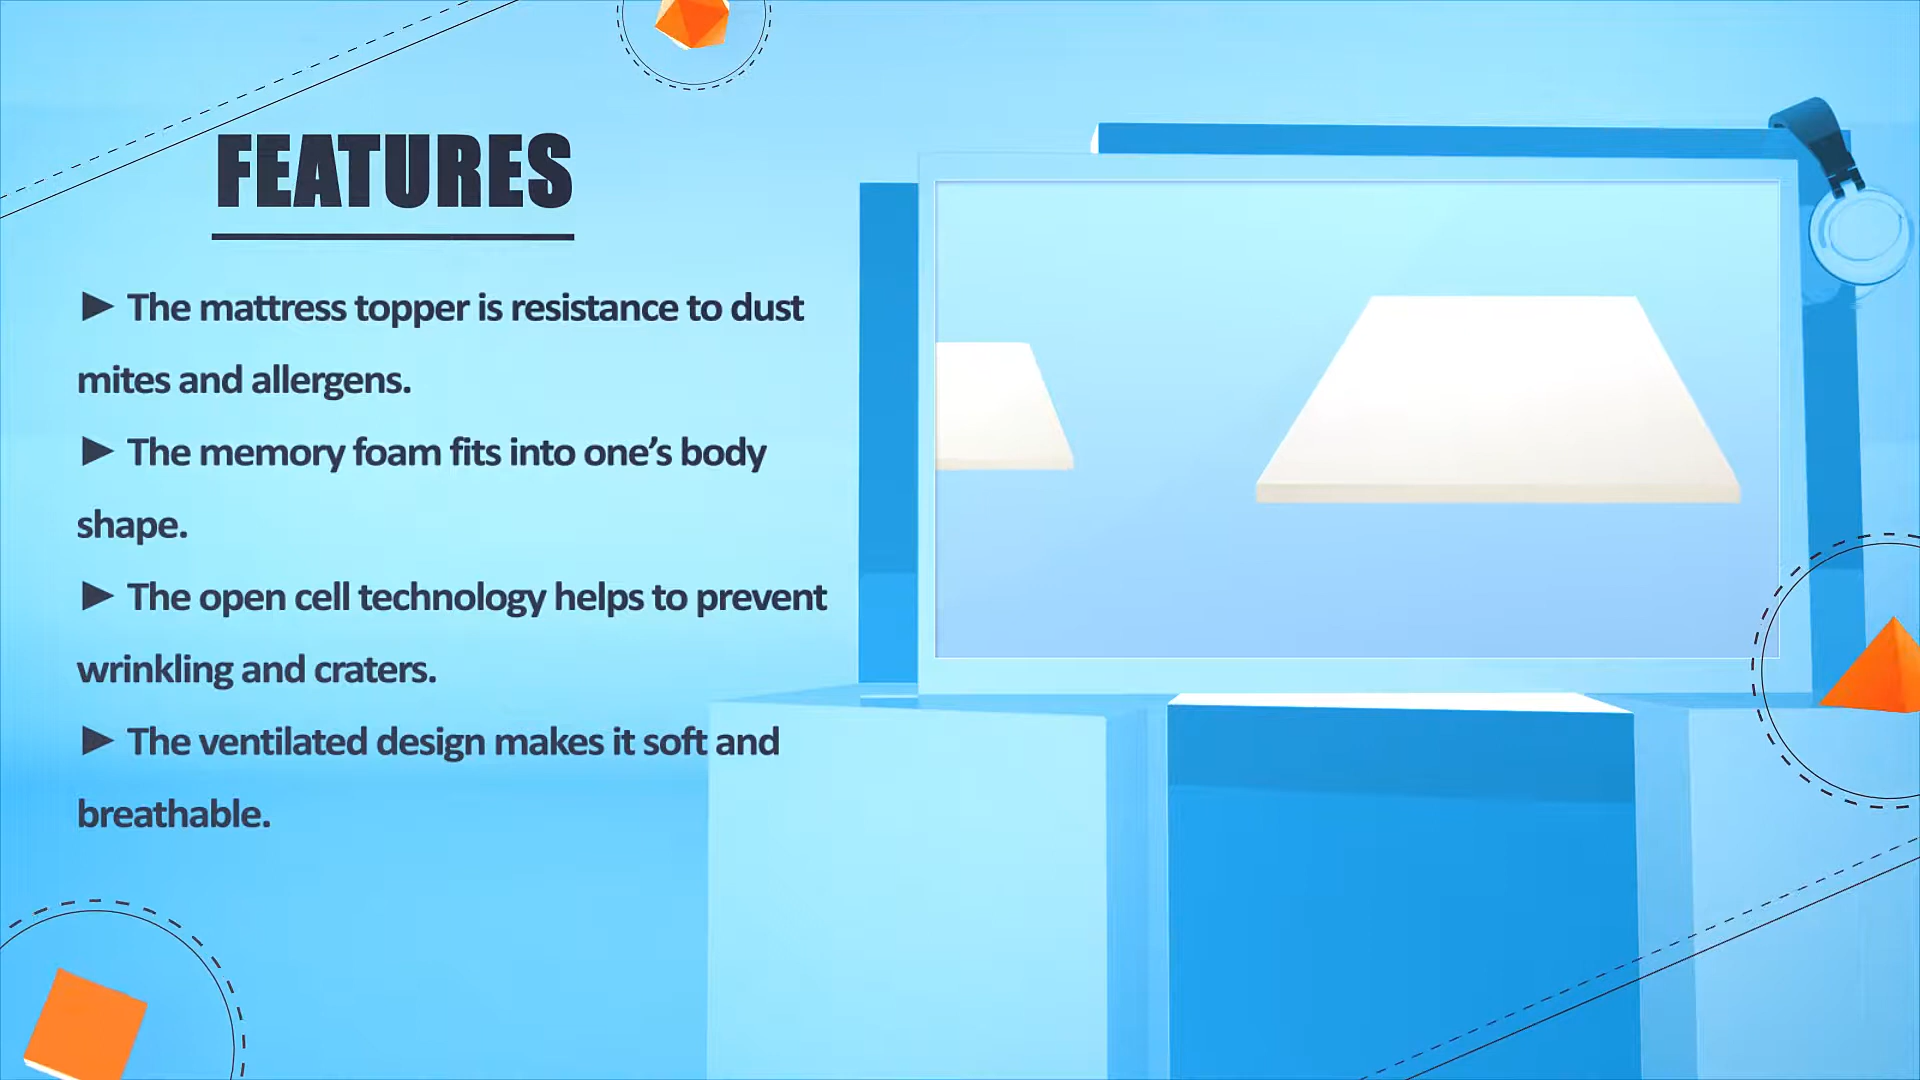 FEATURES
► The mattress topper is resistance to dust
mites and allergens.
► The memory foam fits into one’s body
shape.
► The open cell technology helps to prevent
wrinkling and craters.
► The ventilated design makes it soft and
breathable.